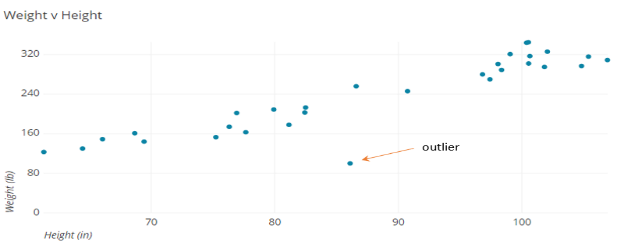 Weight v Height
320
240
160
80
0
Weight (lb)
outlier
70
80
90
100
Height (in)